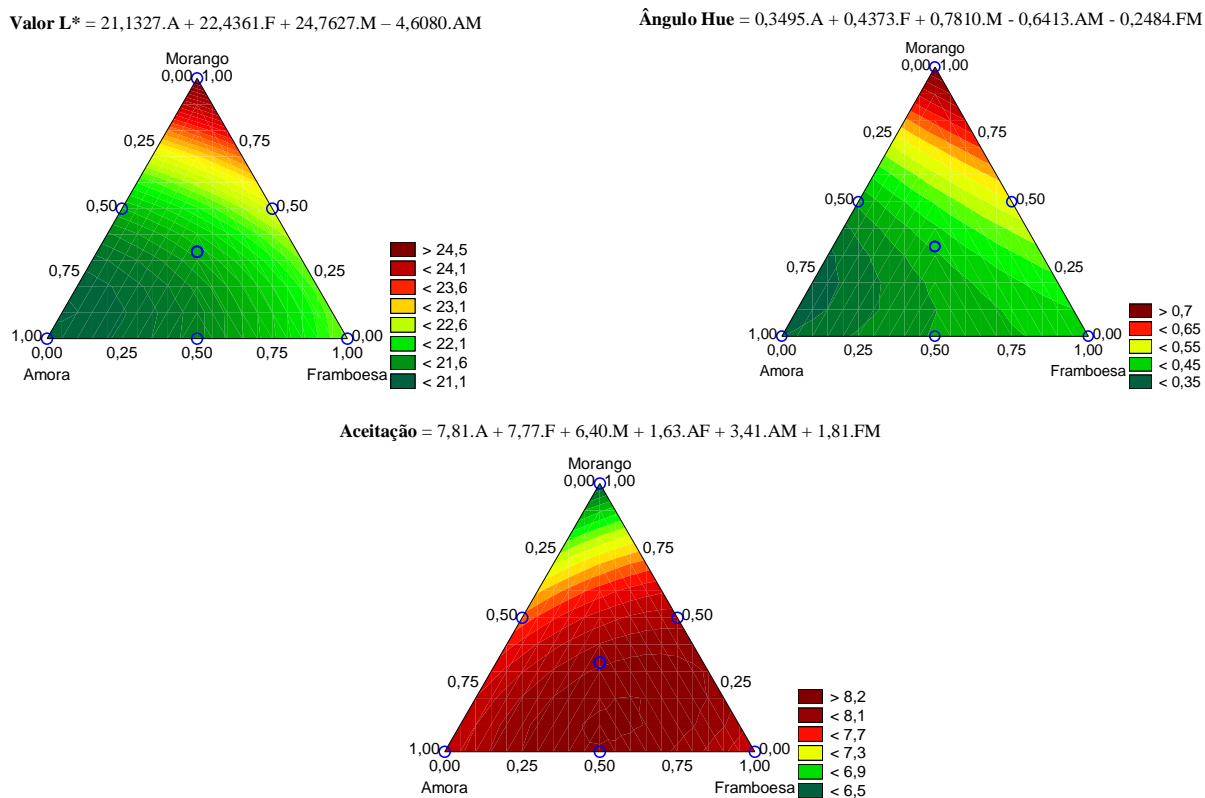 Valor L* = 21,1327.A + 22,4361.F + 24,7627.M – 4,6080.AM
Morango
0,00 1,00
0,25 0,75
0,50 0,50
0,75 0,25
1,00 0,00
0,00 0,25 0,50 0,75 1,00
Amora Framboesa
> 24,5
< 24,1
< 23,6
< 23,1
< 22,6
< 22,1
< 21,6
< 21,1
Ângulo Hue = 0,3495.A + 0,4373.F + 0,7810.M - 0,6413.AM - 0,2484.FM
Morango
0,00 1,00
0,25 0,75
0,50 0,50
0,75 0,25
1,00 0,00
0,00 0,25 0,50 0,75 1,00
Amora Framboesa
> 0,7
< 0,65
< 0,55
< 0,45
< 0,35
Aceitação = 7,81.A + 7,77.F + 6,40.M + 1,63.AF + 3,41.AM + 1,81.FM
Morango
0,00 1,00
0,25 0,75
0,50 0,50
0,75 0,25
1,00 0,00
0,00 0,25 0,50 0,75 1,00
Amora Framboesa
> 8,2
< 8,1
< 7,7
< 7,3
< 6,9
< 6,5